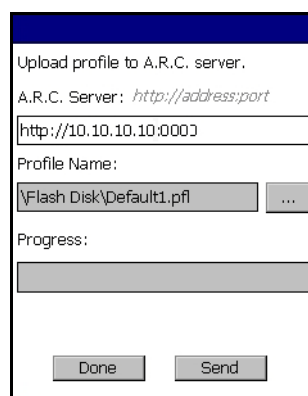 Upload profile to A.R.C. server.
A.R.C. Server: http://address:port
http://10.10.10.10:0000
Profile Name:
\Flash Disk\Default1.pfl
...
Progress:
Done Send